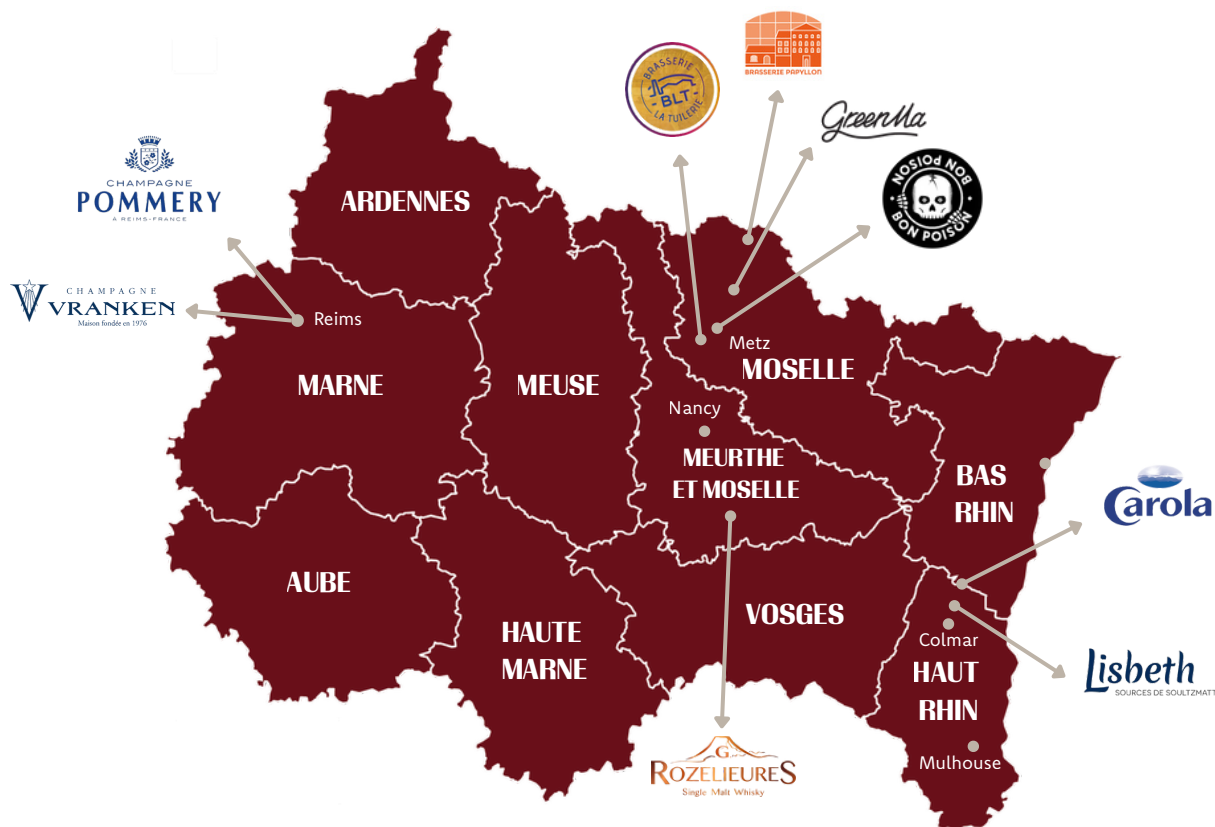 BRASSERIE
BLT
LA TUILERIE
BRASSERIE PAPYLLON
GreenMa
BON POISON
BON POISON
CHAMPAGNE
POMMERY
A REIMS-FRANCE
CHAMPAGNE
VRANKEN
Maison fondée en 1976
ARDENNES
Reims
MARNE
MEUSE
Metz
MOSELLE
Nancy
MEURTHE
ET MOSELLE
BAS
RHIN
Carola
AUBE
HAUTE
MARNE
VOSGES
Colmar
HAUT
RHIN
Lisbeth
SOURCES DE SOULTZMATT
Mulhouse
G
ROZELIEURES
Single Malt Whisky